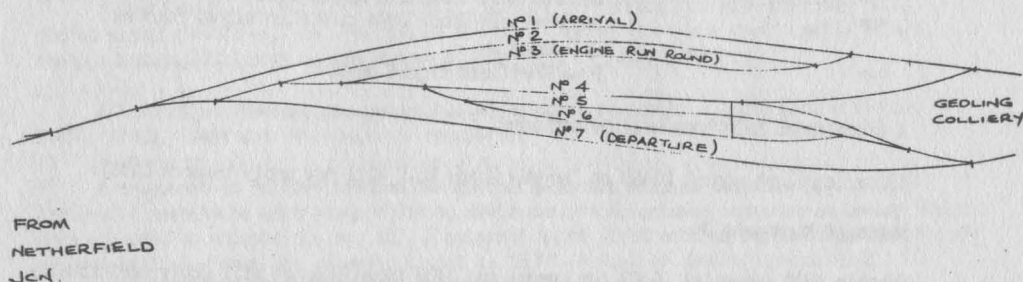 Nº 1 (ARRIVAL)
Nº 2
Nº 3 (ENGINE RUN ROUND)
Nº 4
Nº 5
Nº 6
Nº 7 (DEPARTURE)
GEDLING
COLLIERY
FROM
NETHERFIELD
JCN.